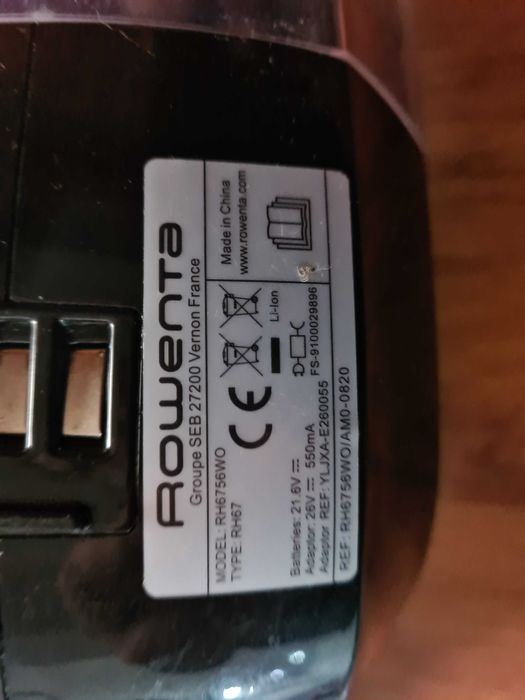 Rowenta
Groupe SEB 27200 Vernon France
MODEL: RH6756WO
TYPE: RH67
Made in China
www.rowenta.com
CE
Li-Ion
Batteries: 21.6V
Adaptor: 26V 550mA
Adaptor REF: YLJXA-E260055
FS-9100029896
REF: RH6756WO/AM0-0820